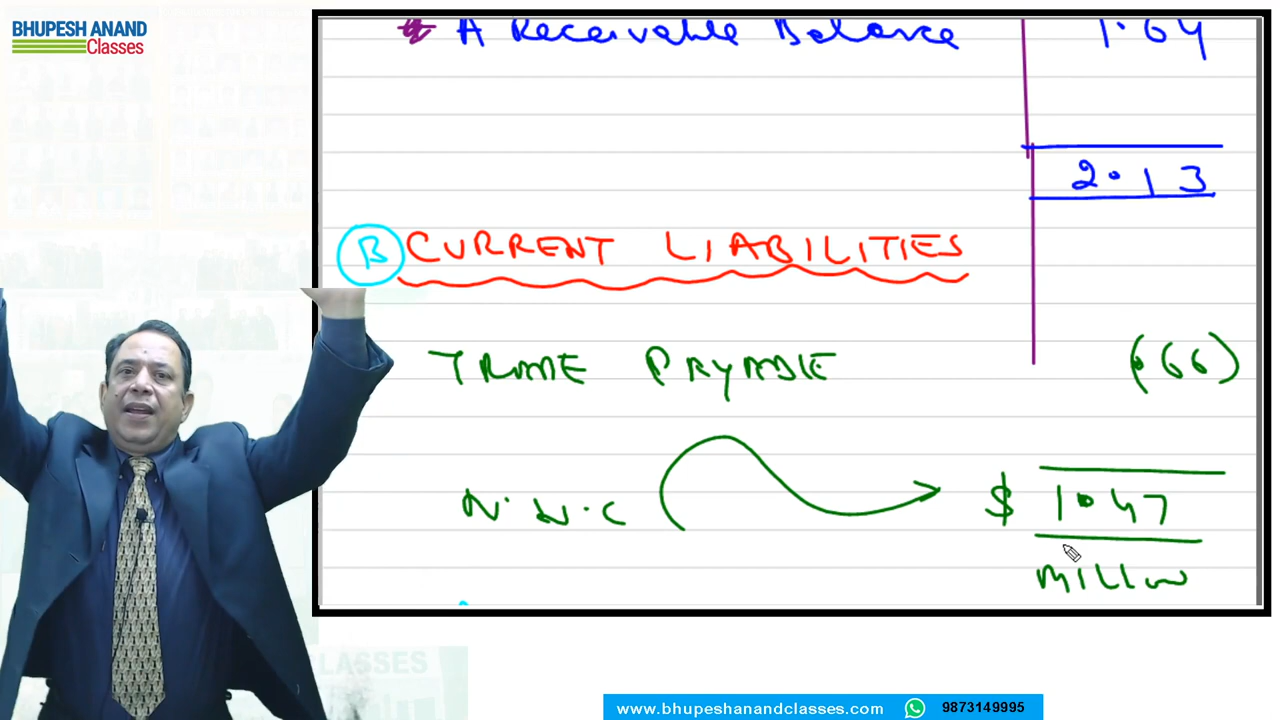 BHUPESH ANAND
Classes
A Receivable Balance 1.64
2.13
B CURRENT LIABILITIES
TRADE PAYABLE (.66)
N.W.C $ 1.47
million
www.bhupeshanandclasses.com 9873149995